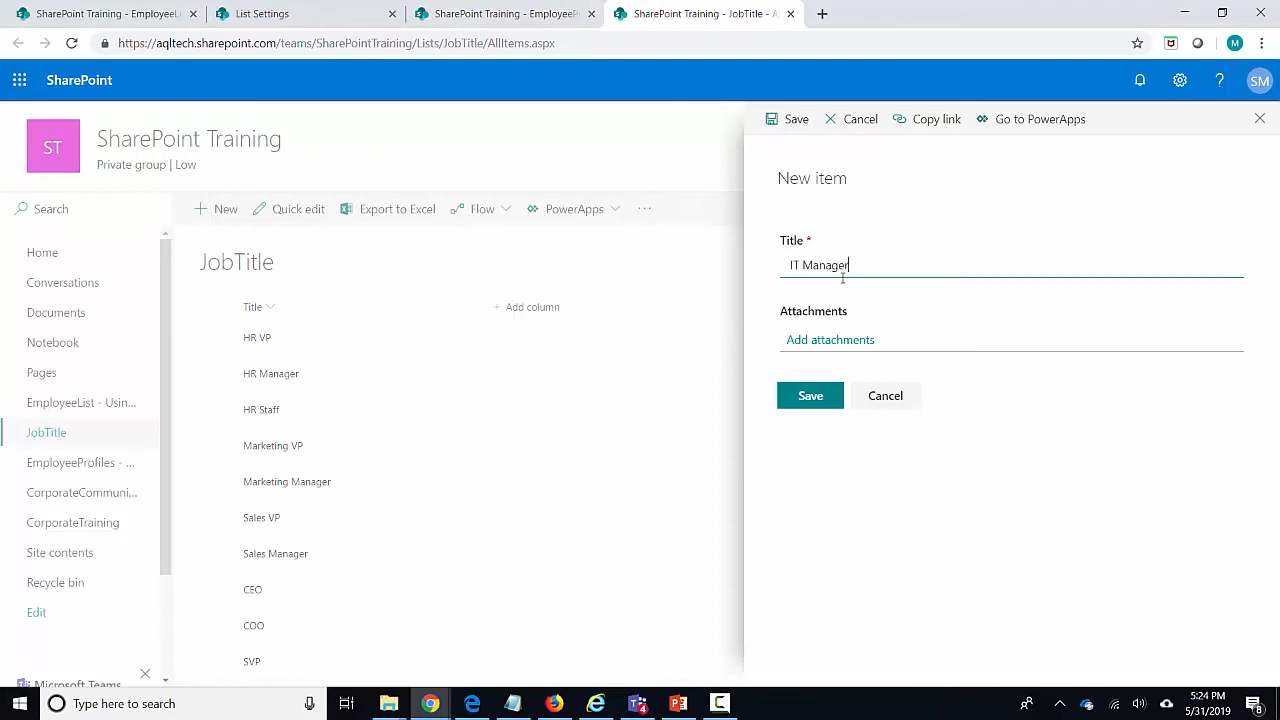 SharePoint Training - EmployeeL
List Settings
SharePoint Training - EmployeeP
SharePoint Training - JobTitle - A
https://aqltech.sharepoint.com/teams/SharePointTraining/Lists/JobTitle/AllItems.aspx
M
SharePoint
SM
ST
SharePoint Training
Private group | Low
Save
Cancel
Copy link
Go to PowerApps
New item
Search
New
Quick edit
Export to Excel
Flow
PowerApps
Title *
IT Manager
Home
Conversations
Documents
Notebook
Pages
EmployeeList - Usin...
JobTitle
EmployeeProfiles - ...
CorporateCommuni...
CorporateTraining
Site contents
Recycle bin
Edit
Microsoft Teams
JobTitle
Title
Add column
HR VP
HR Manager
HR Staff
Marketing VP
Marketing Manager
Sales VP
Sales Manager
CEO
COO
SVP
Attachments
Add attachments
Save
Cancel
Type here to search
5:24 PM
5/31/2019